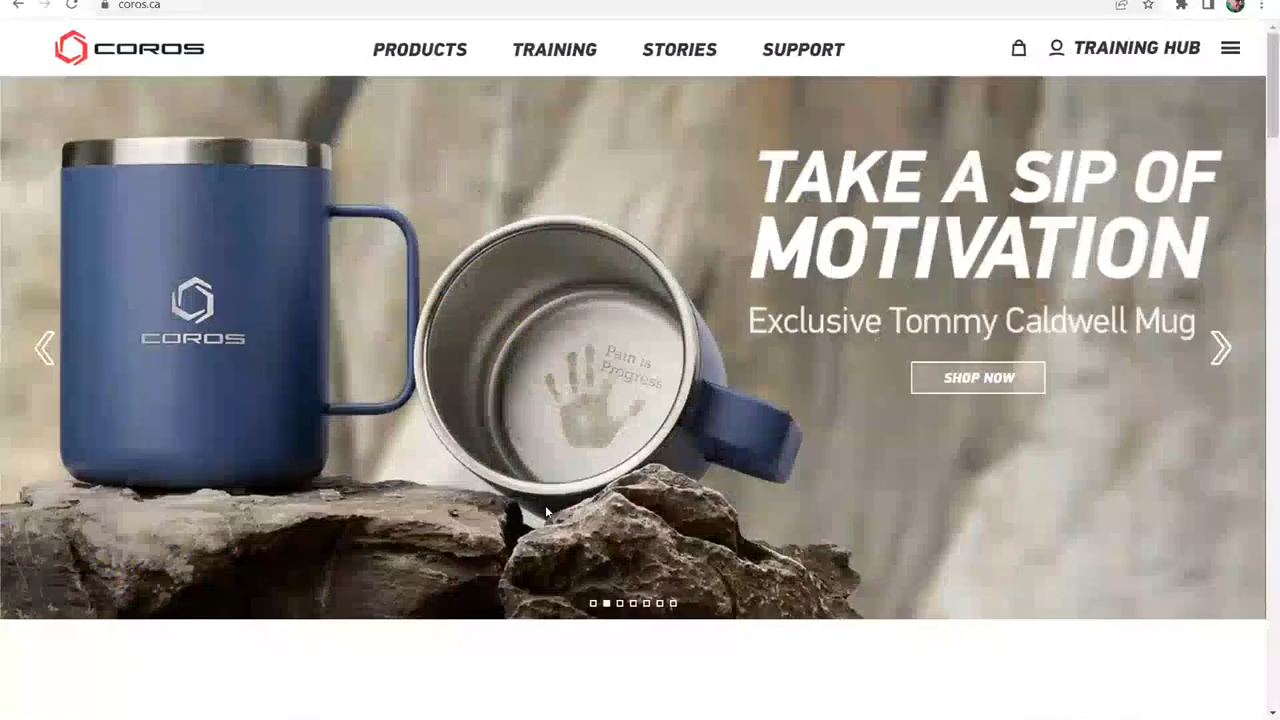 coros.ca
COROS
PRODUCTS
TRAINING
STORIES
SUPPORT
TRAINING HUB
TAKE A SIP OF
MOTIVATION
Exclusive Tommy Caldwell Mug
SHOP NOW
COROS
Pain is
Progress